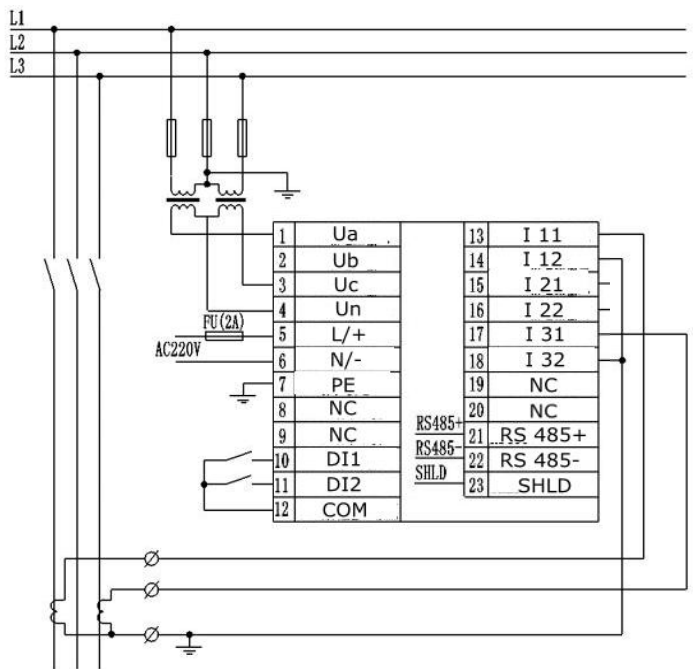 L1
L2
L3
1 Ua 13 I 11
2 Ub 14 I 12
3 Uc 15 I 21
4 Un 16 I 22
FU(2A) 5 L/+ 17 I 31
AC220V 6 N/- 18 I 32
7 PE 19 NC
8 NC 20 NC
9 NC RS485+ 21 RS 485+
10 DI1 RS485- 22 RS 485-
11 DI2 SHLD 23 SHLD
12 COM